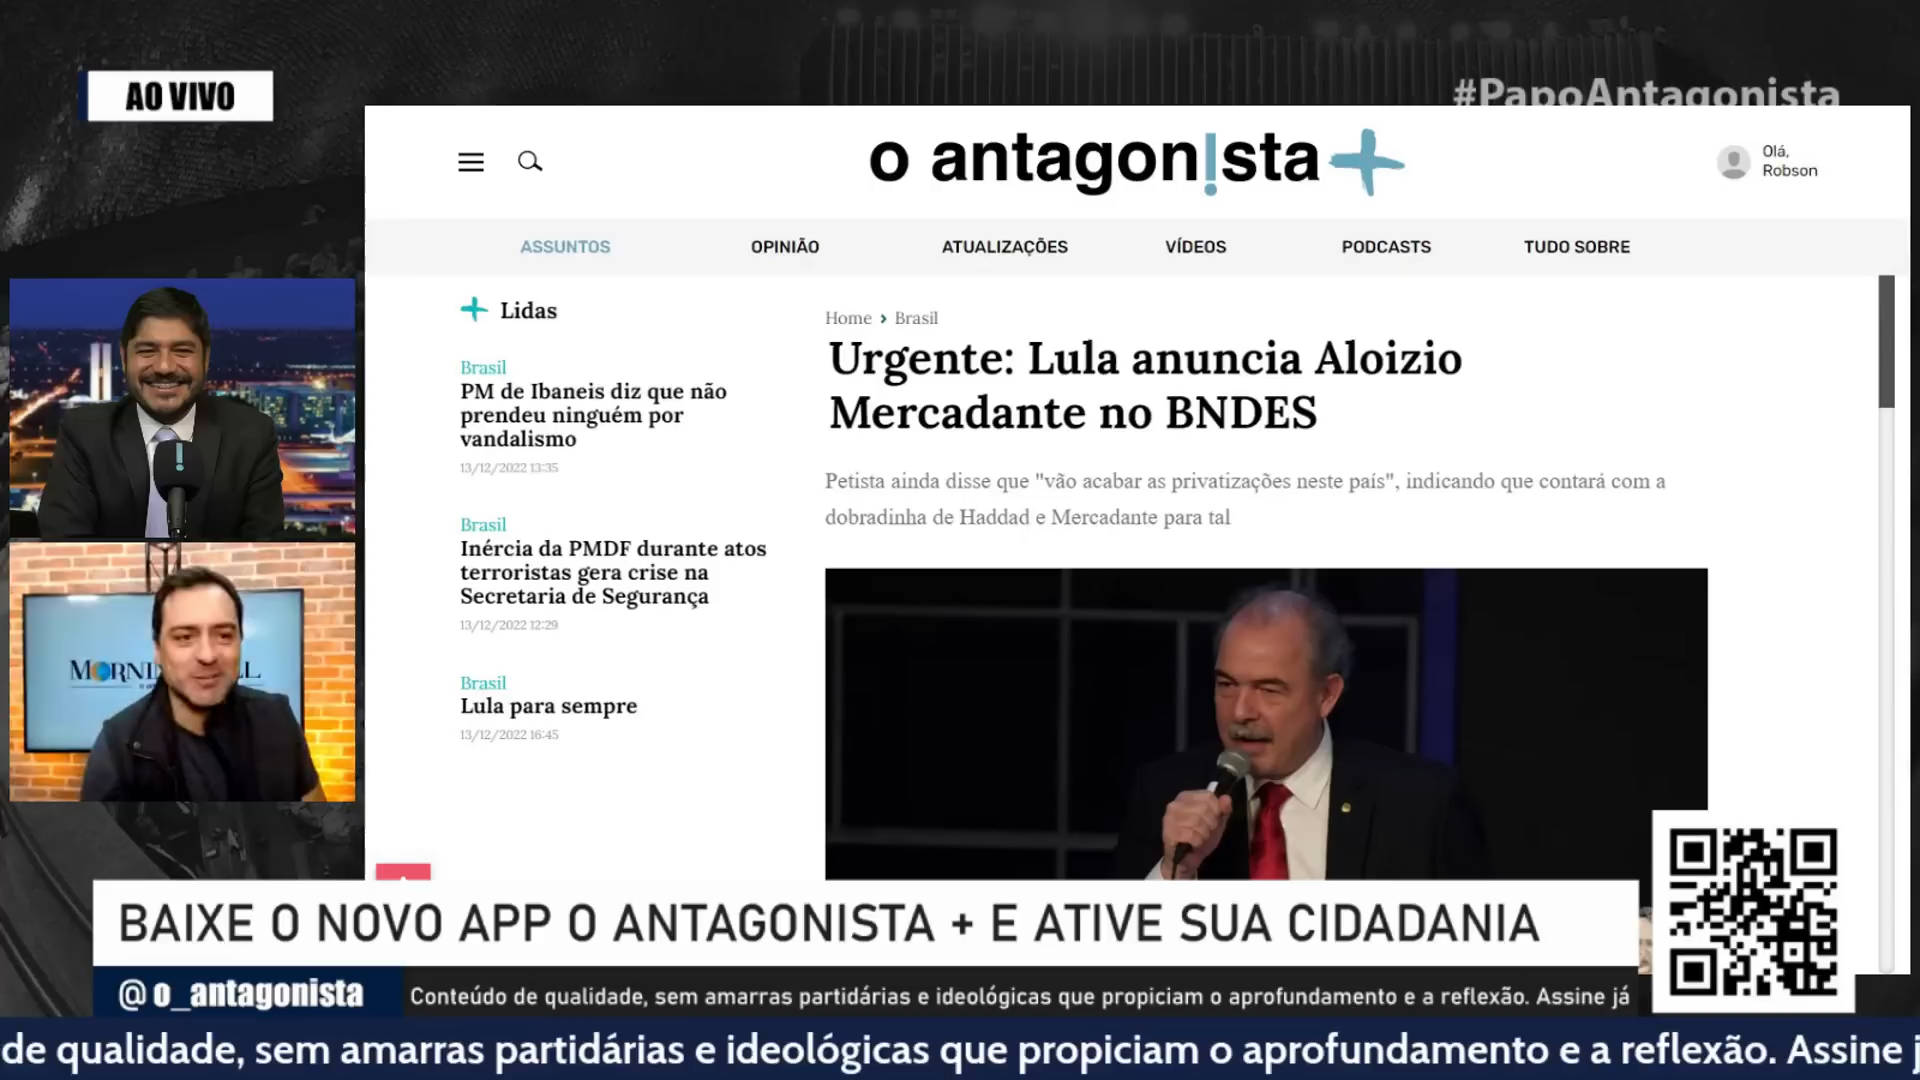 AO VIVO
#PapoAntagonista
o antagon!sta+
Olá,
Robson
ASSUNTOS
OPINIÃO
ATUALIZAÇÕES
VÍDEOS
PODCASTS
TUDO SOBRE
+ Lidas
Brasil
PM de Ibaneis diz que não
prendeu ninguém por
vandalismo
13/12/2022 13:35
Brasil
Inércia da PMDF durante atos
terroristas gera crise na
Secretaria de Segurança
13/12/2022 12:29
Brasil
Lula para sempre
13/12/2022 16:45
Home › Brasil
Urgente: Lula anuncia Aloizio
Mercadante no BNDES
Petista ainda disse que "vão acabar as privatizações neste país", indicando que contará com a
dobradinha de Haddad e Mercadante para tal
BAIXE O NOVO APP O ANTAGONISTA + E ATIVE SUA CIDADANIA
@o_antagonista
Conteúdo de qualidade, sem amarras partidárias e ideológicas que propiciam o aprofundamento e a reflexão. Assine já
de qualidade, sem amarras partidárias e ideológicas que propiciam o aprofundamento e a reflexão. Assine j